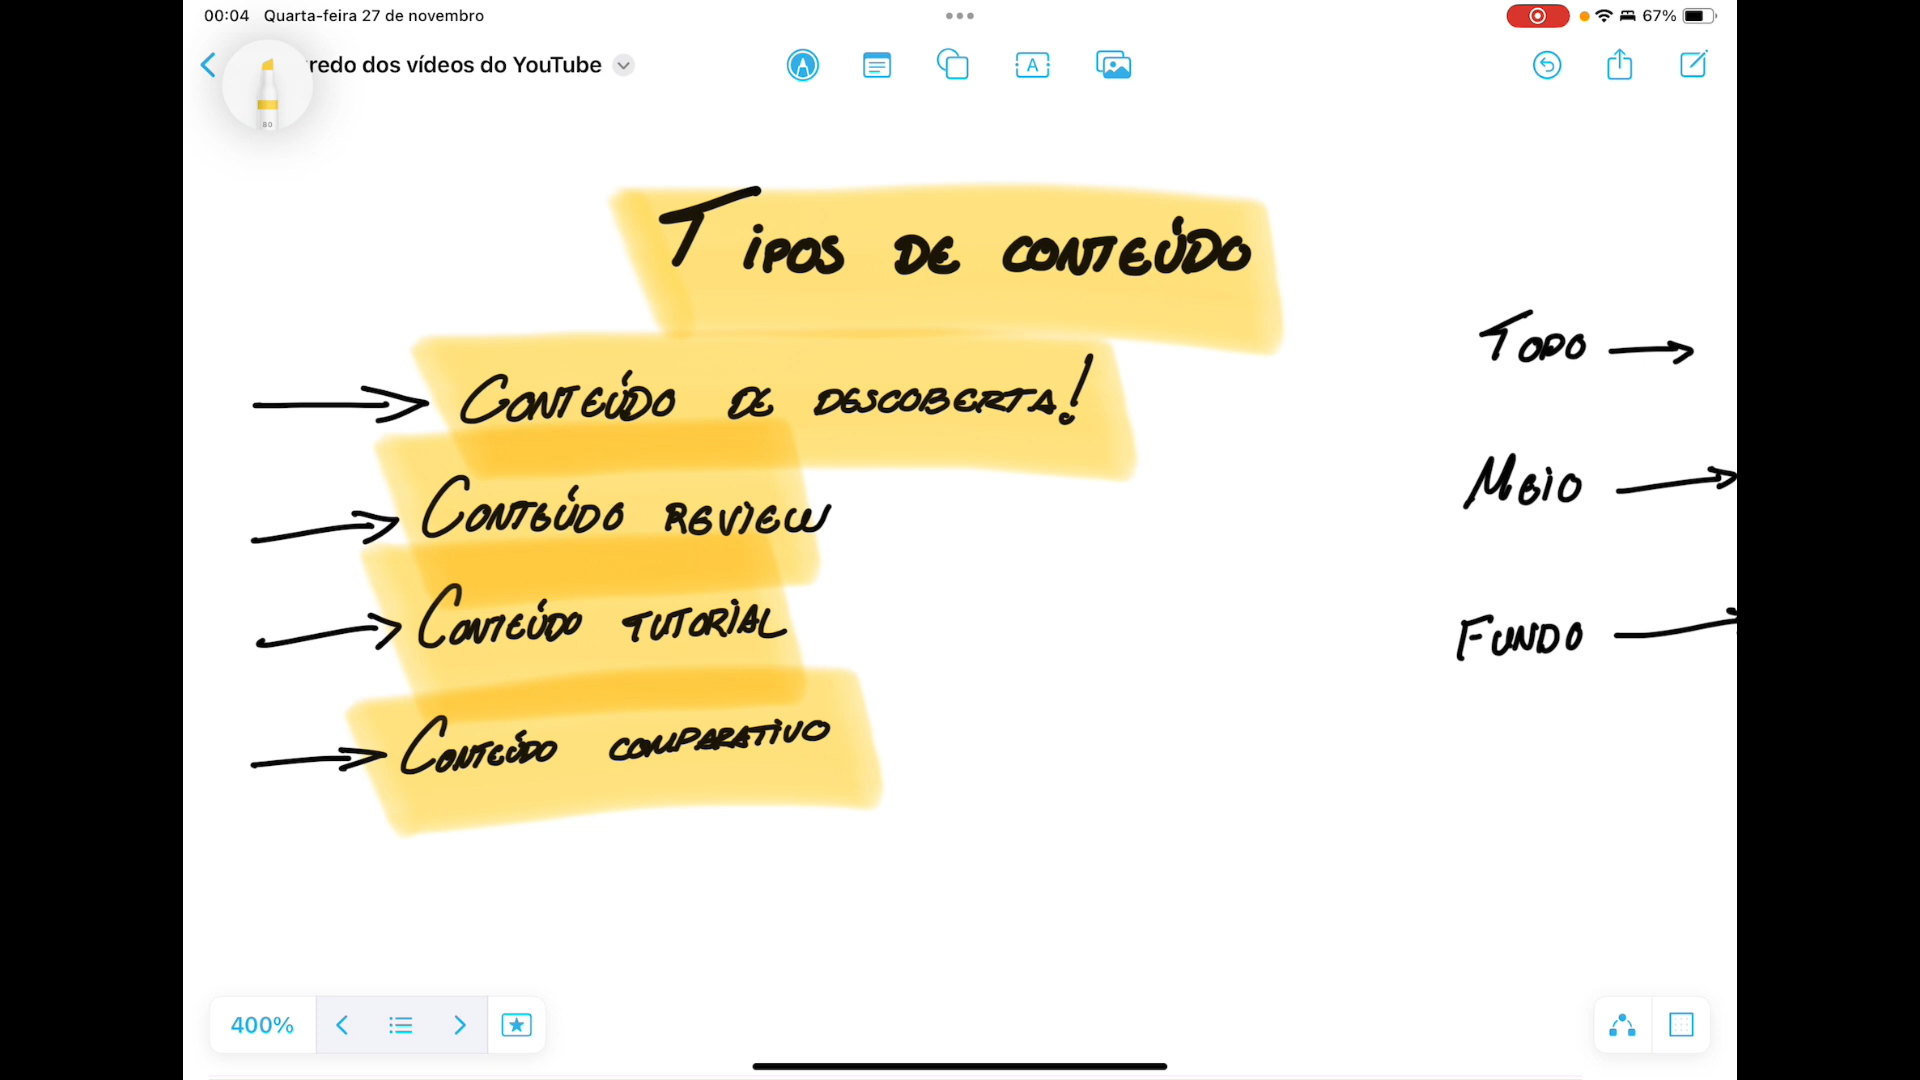 00:04 Quarta-feira 27 de novembro
67%
redo dos vídeos do YouTube
A
80
TIPOS DE CONTEÚDO
CONTEÚDO DE DESCOBERTA!
CONTEÚDO REVIEW
CONTEÚDO TUTORIAL
CONTEÚDO COMPARATIVO
TOPO
MEIO
FUNDO
400%